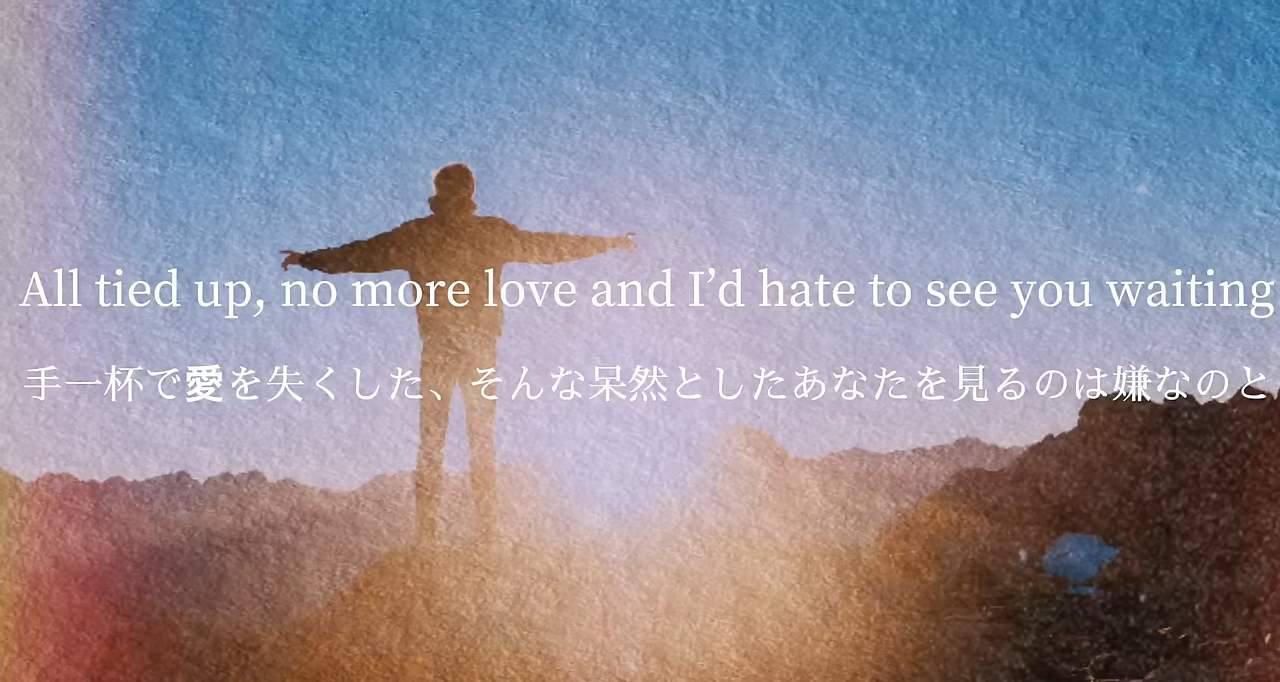 All tied up, no more love and I’d hate to see you waiting
手一杯で愛を失くした、そんな呆然としたあなたを見るのは嫌なのと